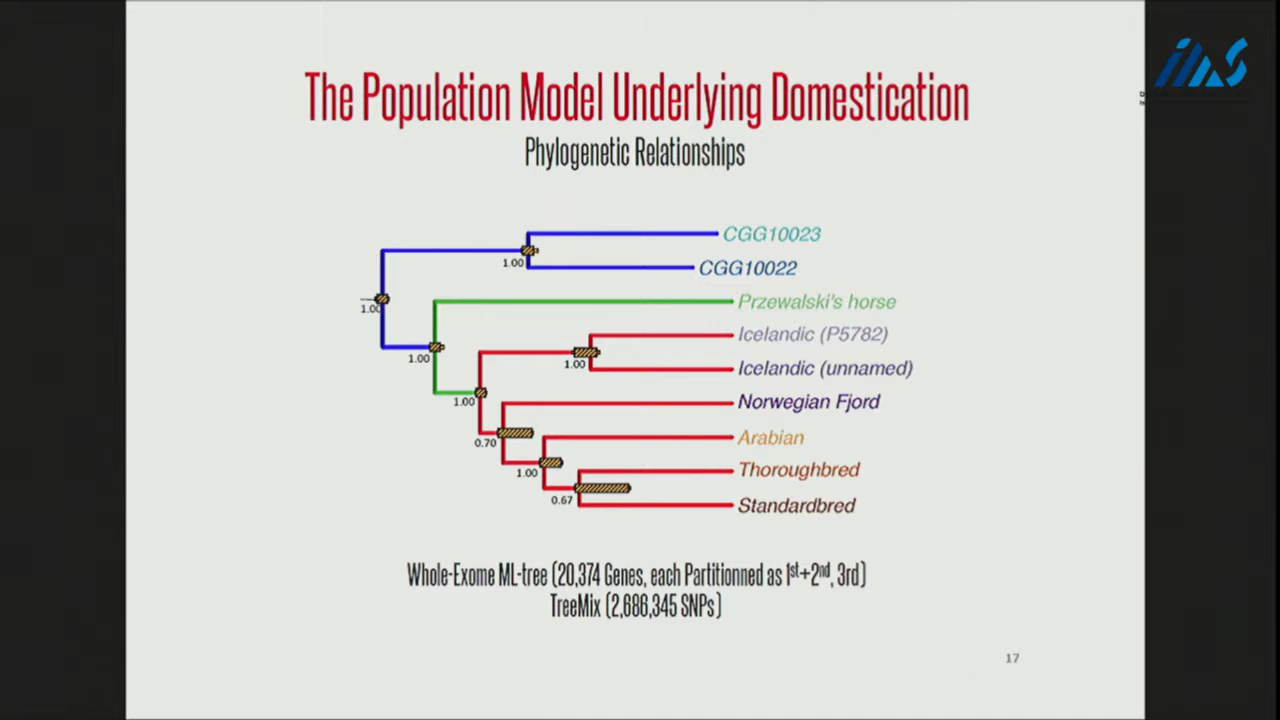 IAS
The Population Model Underlying Domestication
Phylogenetic Relationships
CGG10023
1.00
CGG10022
1.00
Przewalski's horse
Icelandic (P5782)
1.00
1.00
Icelandic (unnamed)
1.00
Norwegian Fjord
0.70
Arabian
1.00
Thoroughbred
0.67
Standardbred
Whole-Exome ML-tree (20,374 Genes, each Partitionned as 1st+2nd, 3rd)
TreeMix (2,686,345 SNPs)
17